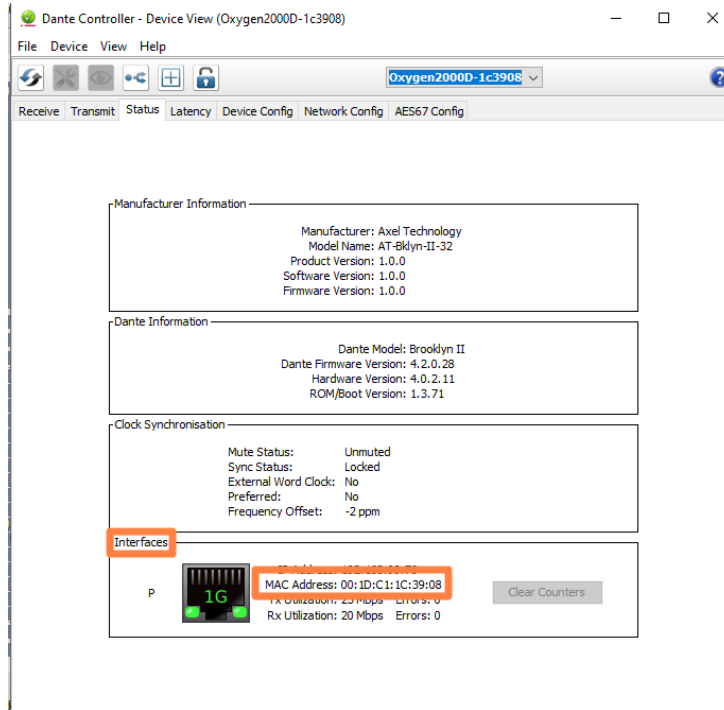 Dante Controller - Device View (Oxygen2000D-1c3908)
File Device View Help
Oxygen2000D-1c3908
Receive Transmit Status Latency Device Config Network Config AES67 Config
Manufacturer Information
Manufacturer: Axel Technology
Model Name: AT-Bklyn-II-32
Product Version: 1.0.0
Software Version: 1.0.0
Firmware Version: 1.0.0
Dante Information
Dante Model: Brooklyn II
Dante Firmware Version: 4.2.0.28
Hardware Version: 4.0.2.11
ROM/Boot Version: 1.3.71
Clock Synchronisation
Mute Status: Unmuted
Sync Status: Locked
External Word Clock: No
Preferred: No
Frequency Offset: -2 ppm
Interfaces
P
1G
MAC Address: 00:1D:C1:1C:39:08
Tx Utilization: Mbps Errors: 0
Rx Utilization: 20 Mbps Errors: 0
Clear Counters